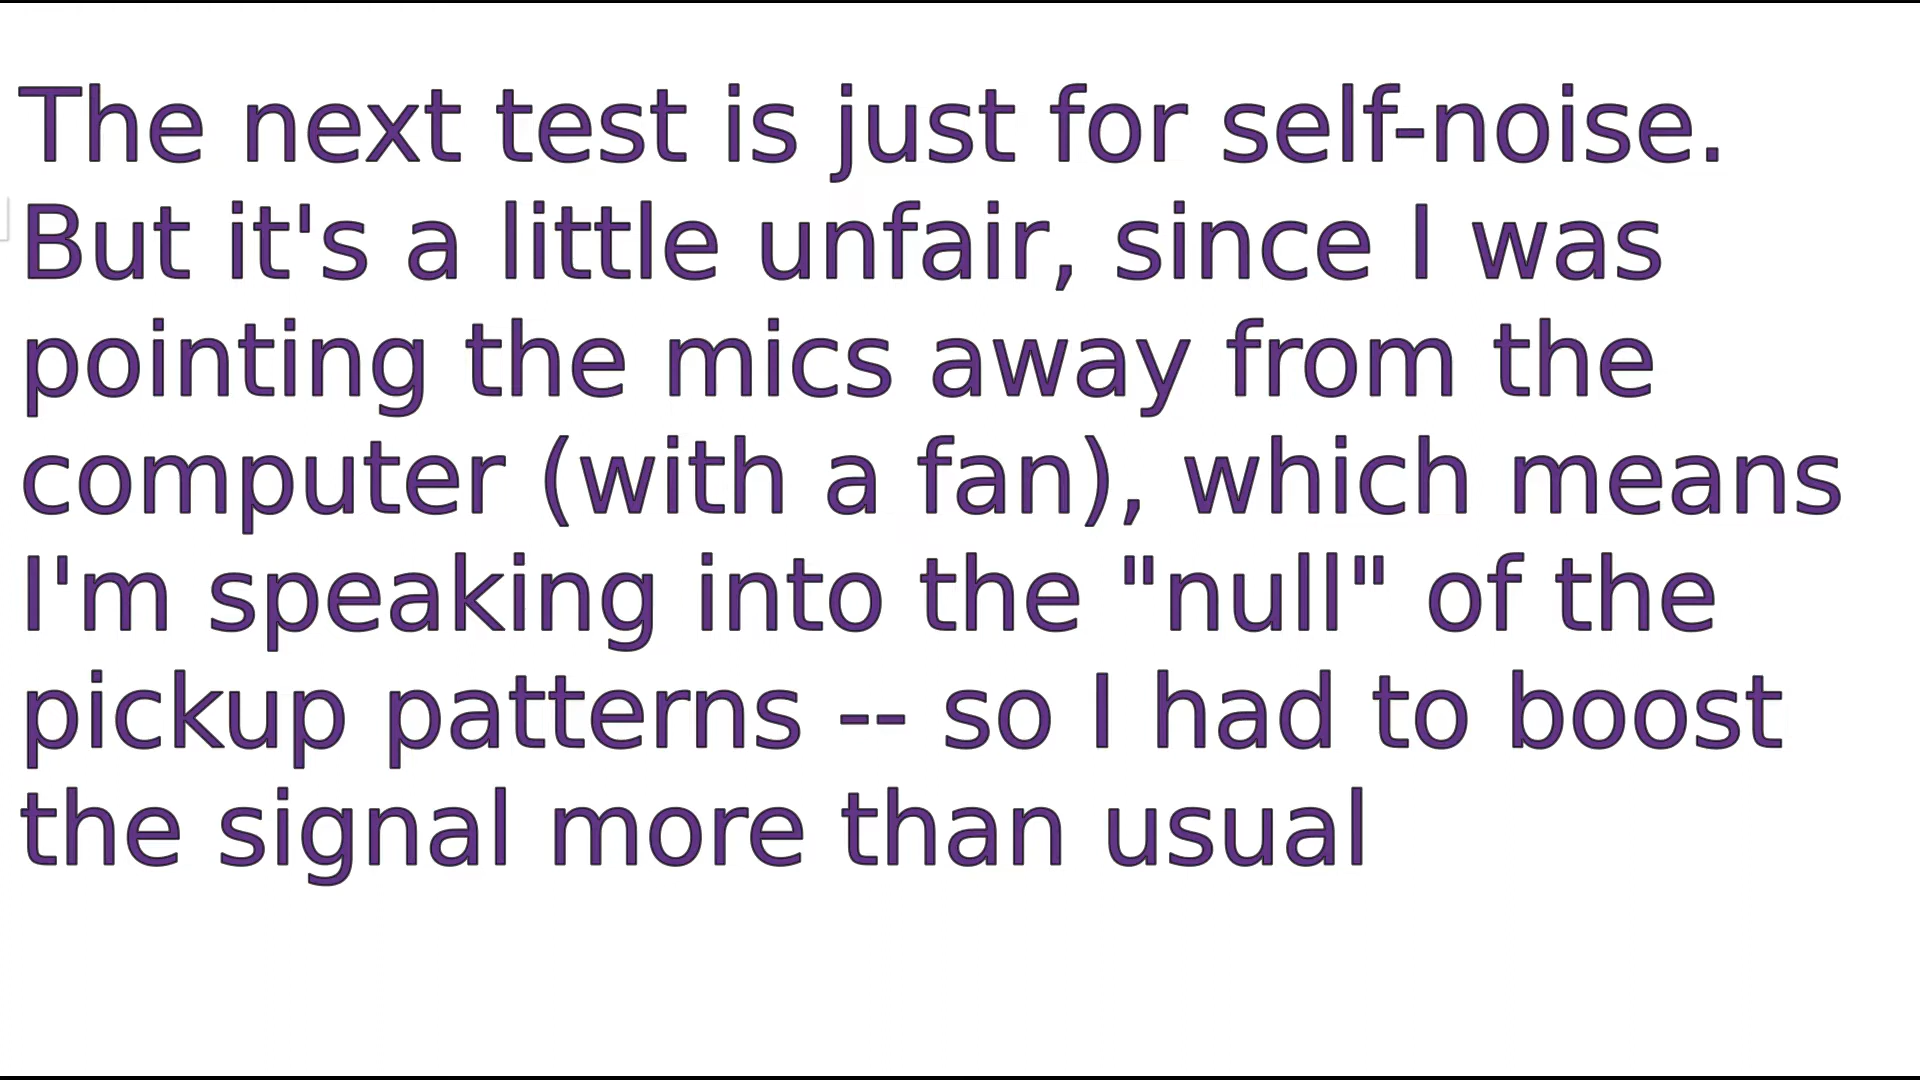 The next test is just for self-noise.
But it's a little unfair, since I was
pointing the mics away from the
computer (with a fan), which means
I'm speaking into the "null" of the
pickup patterns -- so I had to boost
the signal more than usual